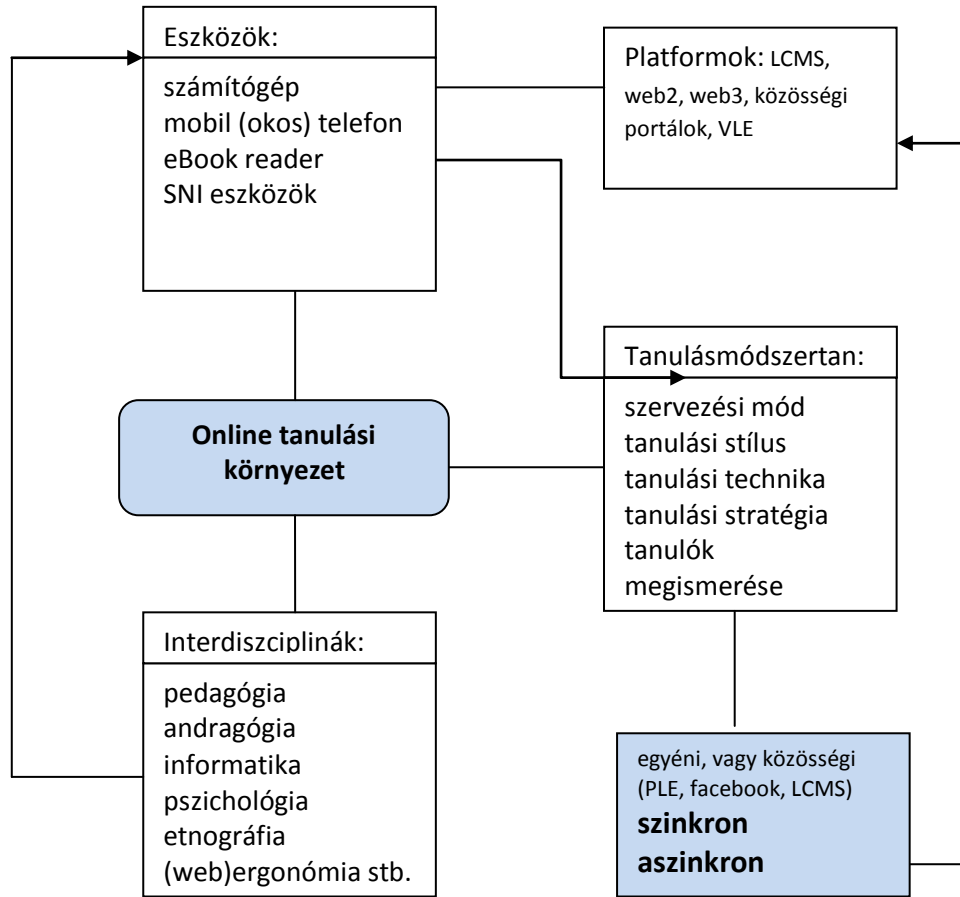 Eszközök:
számítógép
mobil (okos) telefon
eBook reader
SNI eszközök
Platformok: LCMS,
web2, web3, közösségi
portálok, VLE
Online tanulási
környezet
Tanulásmódszertan:
szervezési mód
tanulási stílus
tanulási technika
tanulási stratégia
tanulók
megismerése
Interdiszciplinák:
pedagógia
andragógia
informatika
pszichológia
etnográfia
(web)ergonómia stb.
egyéni, vagy közösségi
(PLE, facebook, LCMS)
szinkron
aszinkron